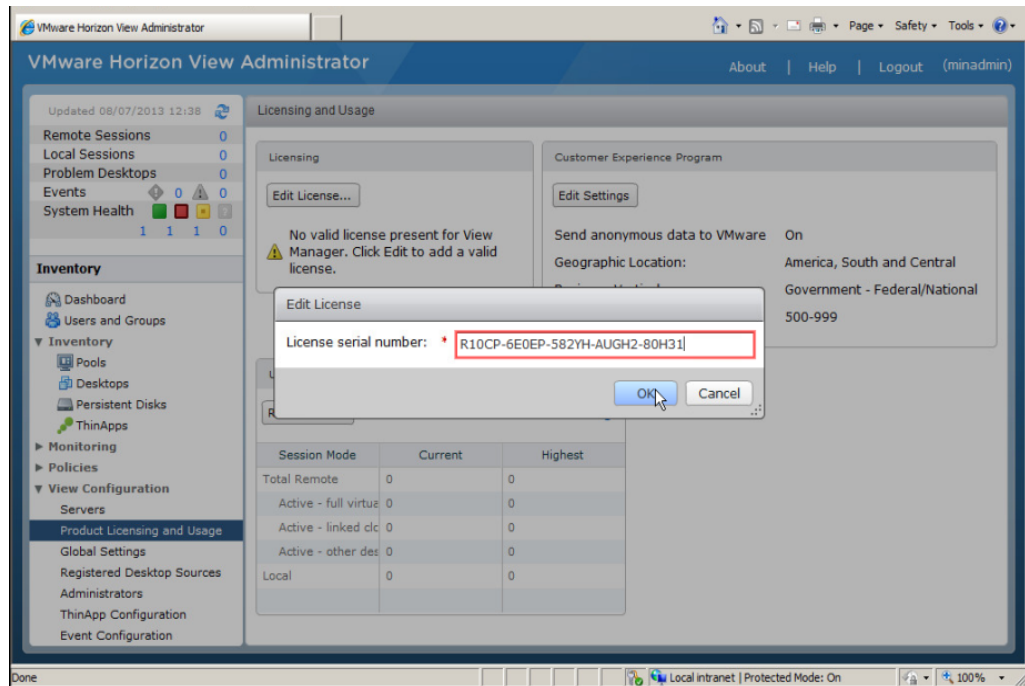 VMware Horizon View Administrator
Page Safety Tools
VMware Horizon View Administrator
About | Help | Logout (minadmin)
Updated 08/07/2013 12:38
Remote Sessions 0
Local Sessions 0
Problem Desktops 0
Events 0 0
System Health
1 1 1 0
Inventory
Dashboard
Users and Groups
Inventory
Pools
Desktops
Persistent Disks
ThinApps
Monitoring
Policies
View Configuration
Servers
Product Licensing and Usage
Global Settings
Registered Desktop Sources
Administrators
ThinApp Configuration
Event Configuration
Licensing and Usage
Licensing
Edit License...
No valid license present for View
Manager. Click Edit to add a valid
license.
Customer Experience Program
Edit Settings
Send anonymous data to VMware On
Geographic Location: America, South and Central
Government - Federal/National
500-999
Edit License
License serial number: * R10CP-6E0EP-582YH-AUGH2-80H31
OK Cancel
Session Mode Current Highest
Total Remote 0 0
Active - full virtua 0 0
Active - linked clc 0 0
Active - other des 0 0
Local 0 0
Done
Local intranet | Protected Mode: On
100%